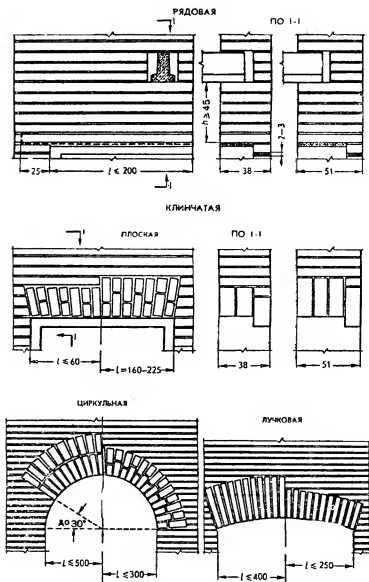 РЯДОВАЯ
1
ПО 1-1
h ≥ 45
2-3
25
l ≤ 200
1
38
51
КЛИНЧАТАЯ
1
ПЛОСКАЯ
ПО 1-1
1
l ≤ 60
l=160-225
38
51
ЦИРКУЛЬНАЯ
ЛУЧКОВАЯ
ДО 30°
l ≤ 500
l ≤ 300
l ≤ 400
l ≤ 250